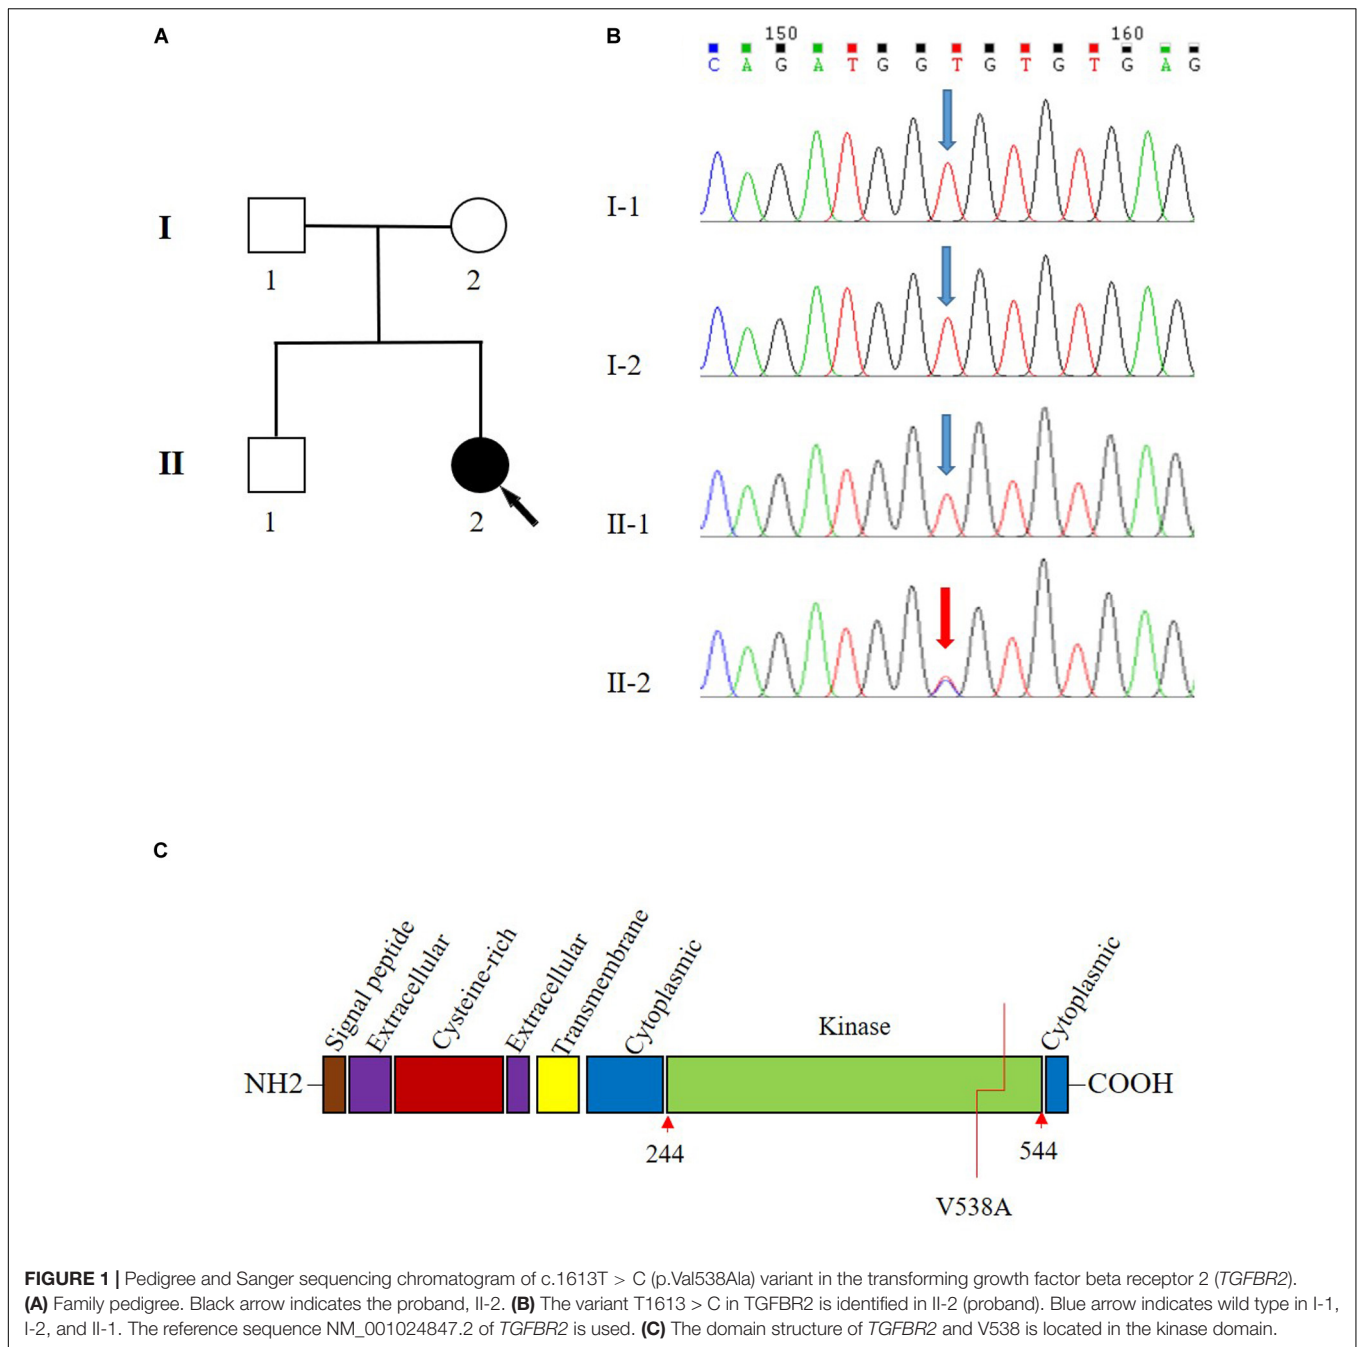 A
B
150 160
C A G A T G G T G T G T G A G
I-1
I
1 2
I-2
II
1 2
II-1
II-2
C
Signal peptide
Extracellular
Cysteine-rich
Extracellular
Transmembrane
Cytoplasmic
Kinase
Cytoplasmic
NH2
COOH
244
544
V538A
FIGURE 1 | Pedigree and Sanger sequencing chromatogram of c.1613T > C (p.Val538Ala) variant in the transforming growth factor beta receptor 2 (TGFBR2).
(A) Family pedigree. Black arrow indicates the proband, II-2. (B) The variant T1613 > C in TGFBR2 is identified in II-2 (proband). Blue arrow indicates wild type in I-1,
I-2, and II-1. The reference sequence NM_001024847.2 of TGFBR2 is used. (C) The domain structure of TGFBR2 and V538 is located in the kinase domain.